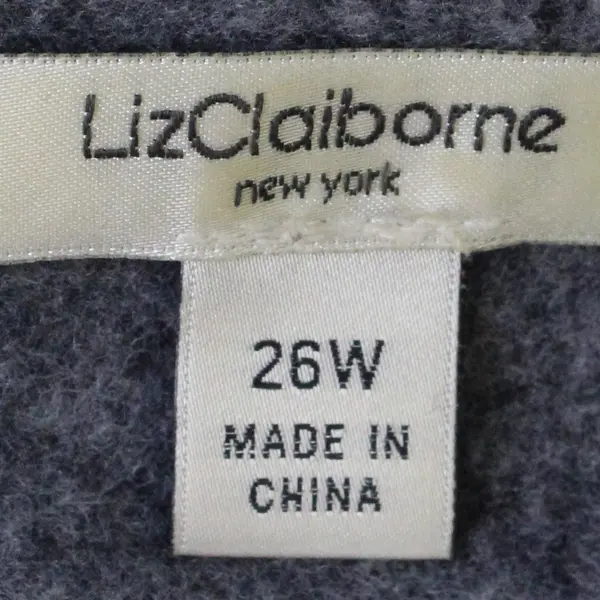 LizClaiborne
new york
26W
MADE IN
CHINA